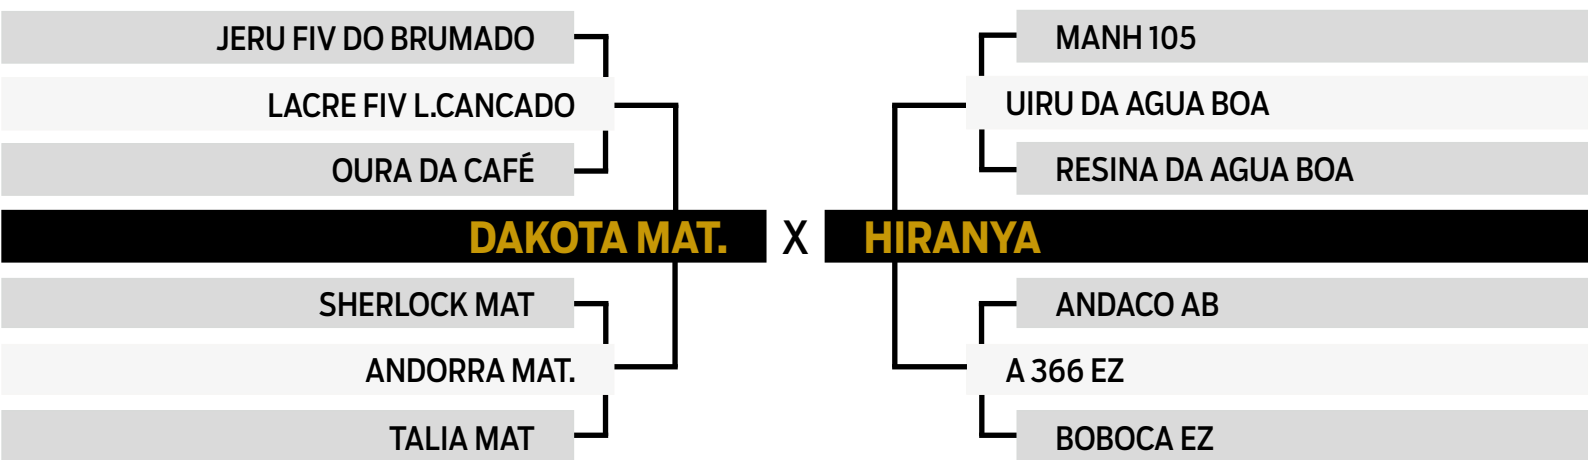 JERU FIV DO BRUMADO
LACRE FIV L.CANCADO
OURA DA CAFÉ
DAKOTA MAT. X HIRANYA
SHERLOCK MAT
ANDORRA MAT.
TALIA MAT
MANH 105
UIRU DA AGUA BOA
RESINA DA AGUA BOA
ANDACO AB
A 366 EZ
BOBOCA EZ